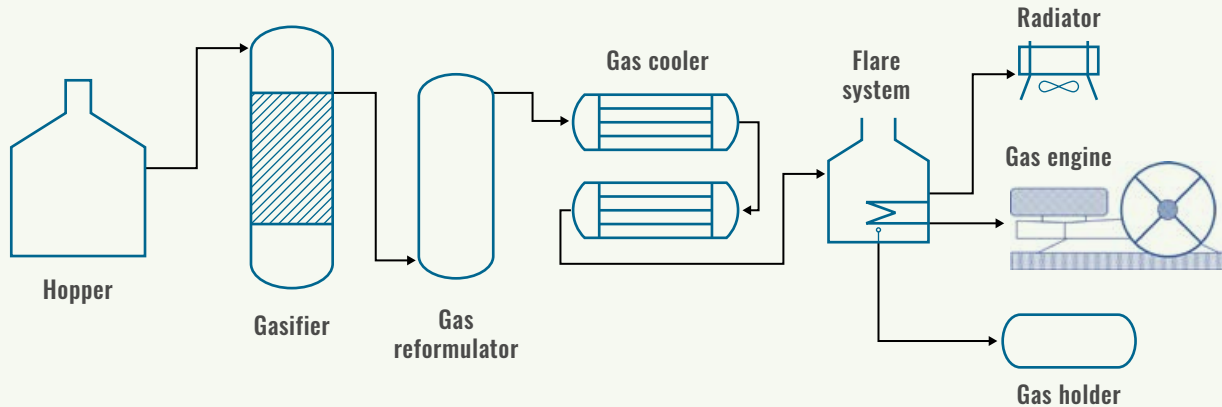 Hopper
Gasifier
Gas
reformulator
Gas cooler
Flare
system
Radiator
Gas engine
Gas holder